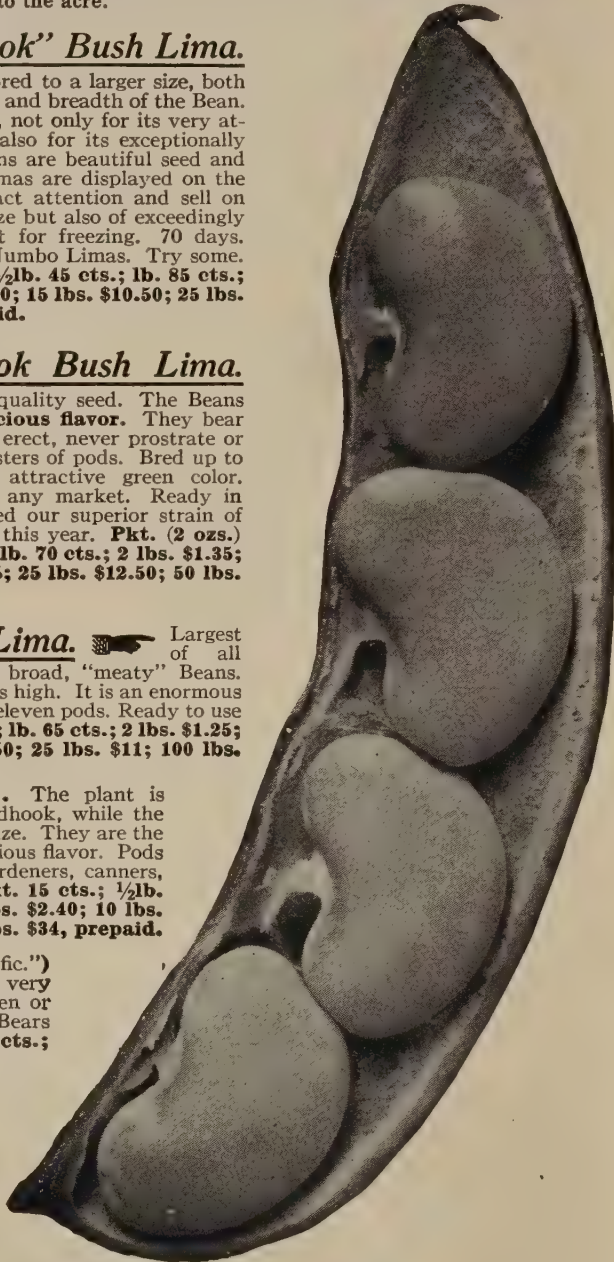 to the acre.
ok” Bush Lima.
red to a larger size, both
and breadth of the Bean.
, not only for its very at-
also for its exceptionally
ns are beautiful seed and
mas are displayed on the
act attention and sell on
ze but also of exceedingly
t for freezing. 70 days.
Jumbo Limas. Try some.
½lb. 45 cts.; lb. 85 cts.;
0; 15 lbs. $10.50; 25 lbs.
id.
ok Bush Lima.
quality seed. The Beans
cious flavor. They bear
erect, never prostrate or
sters of pods. Bred up to
attractive green color.
any market. Ready in
ed our superior strain of
this year. Pkt. (2 ozs.)
lb. 70 cts.; 2 lbs. $1.35;
5; 25 lbs. $12.50; 50 lbs.
Lima. Largest
of all
broad, “meaty” Beans.
s high. It is an enormous
eleven pods. Ready to use
; lb. 65 cts.; 2 lbs. $1.25;
50; 25 lbs. $11; 100 lbs.
. The plant is
dhook, while the
ize. They are the
ious flavor. Pods
rdeners, canners,
kt. 15 cts.; ½lb.
bs. $2.40; 10 lbs.
os. $34, prepaid.
fic.”)
very
en or
Bears
cts.;